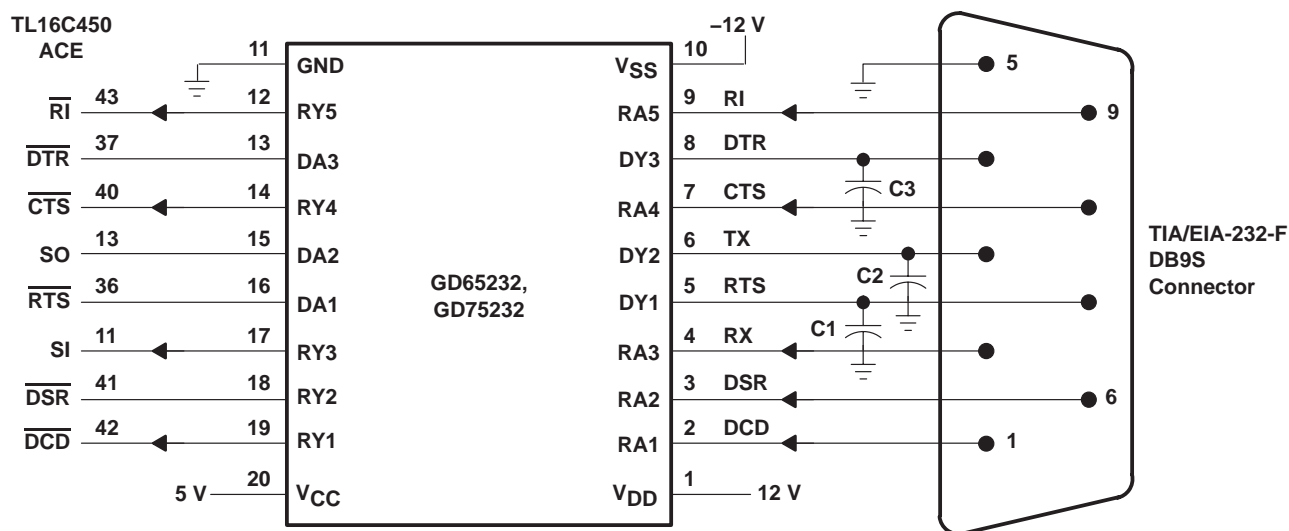 TL16C450
ACE
–12 V
11 GND VSS 10 5
RI 43 12 RY5 RA5 9 RI 9
DTR 37 13 DA3 DY3 8 DTR
C3
CTS 40 14 RY4 RA4 7 CTS
SO 13 15 DA2 DY2 6 TX
C2
RTS 36 16 DA1 DY1 5 RTS
C1
SI 11 17 RY3 RA3 4 RX
DSR 41 18 RY2 RA2 3 DSR 6
DCD 42 19 RY1 RA1 2 DCD 1
5 V 20 VCC VDD 1 12 V
GD65232,
GD75232
TIA/EIA-232-F
DB9S
Connector